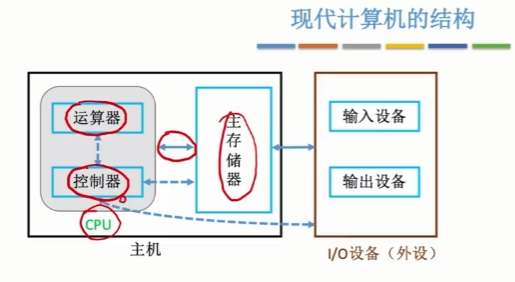 现代计算机的结构
运算器
控制器
CPU
主存储器
主机
输入设备
输出设备
I/O设备（外设）